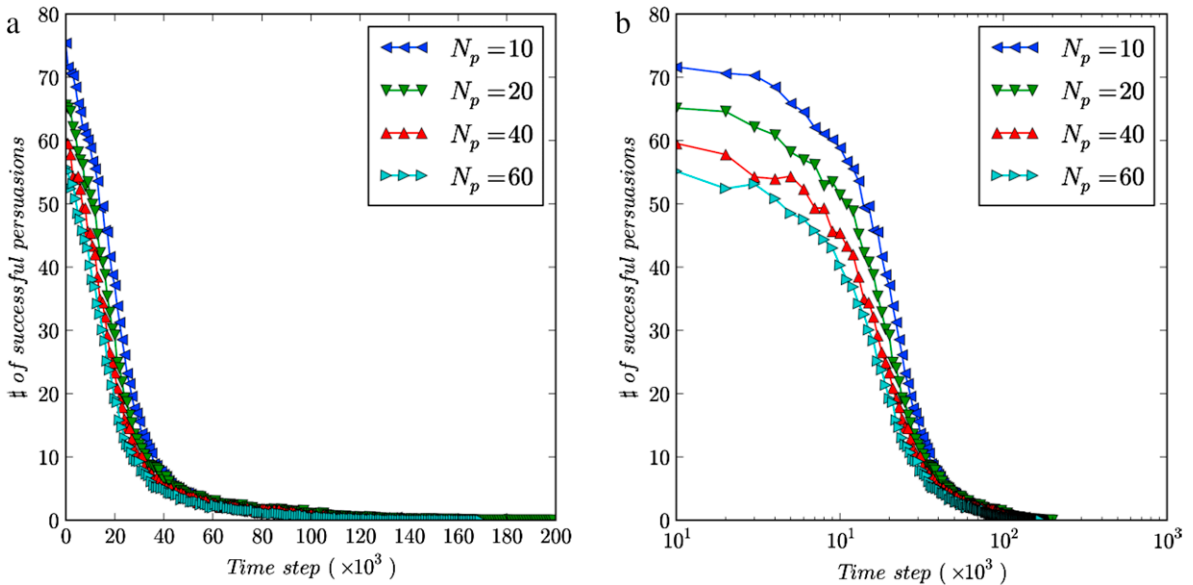 a
80
70
60
50
40
30
20
10
0
♯ of successful persuasions
N_p = 10
N_p = 20
N_p = 40
N_p = 60
0 20 40 60 80 100 120 140 160 180 200
Time step (×10³)
b
80
70
60
50
40
30
20
10
0
♯ of successful persuasions
N_p = 10
N_p = 20
N_p = 40
N_p = 60
10¹ 10¹ 10² 10³
Time step (×10³)